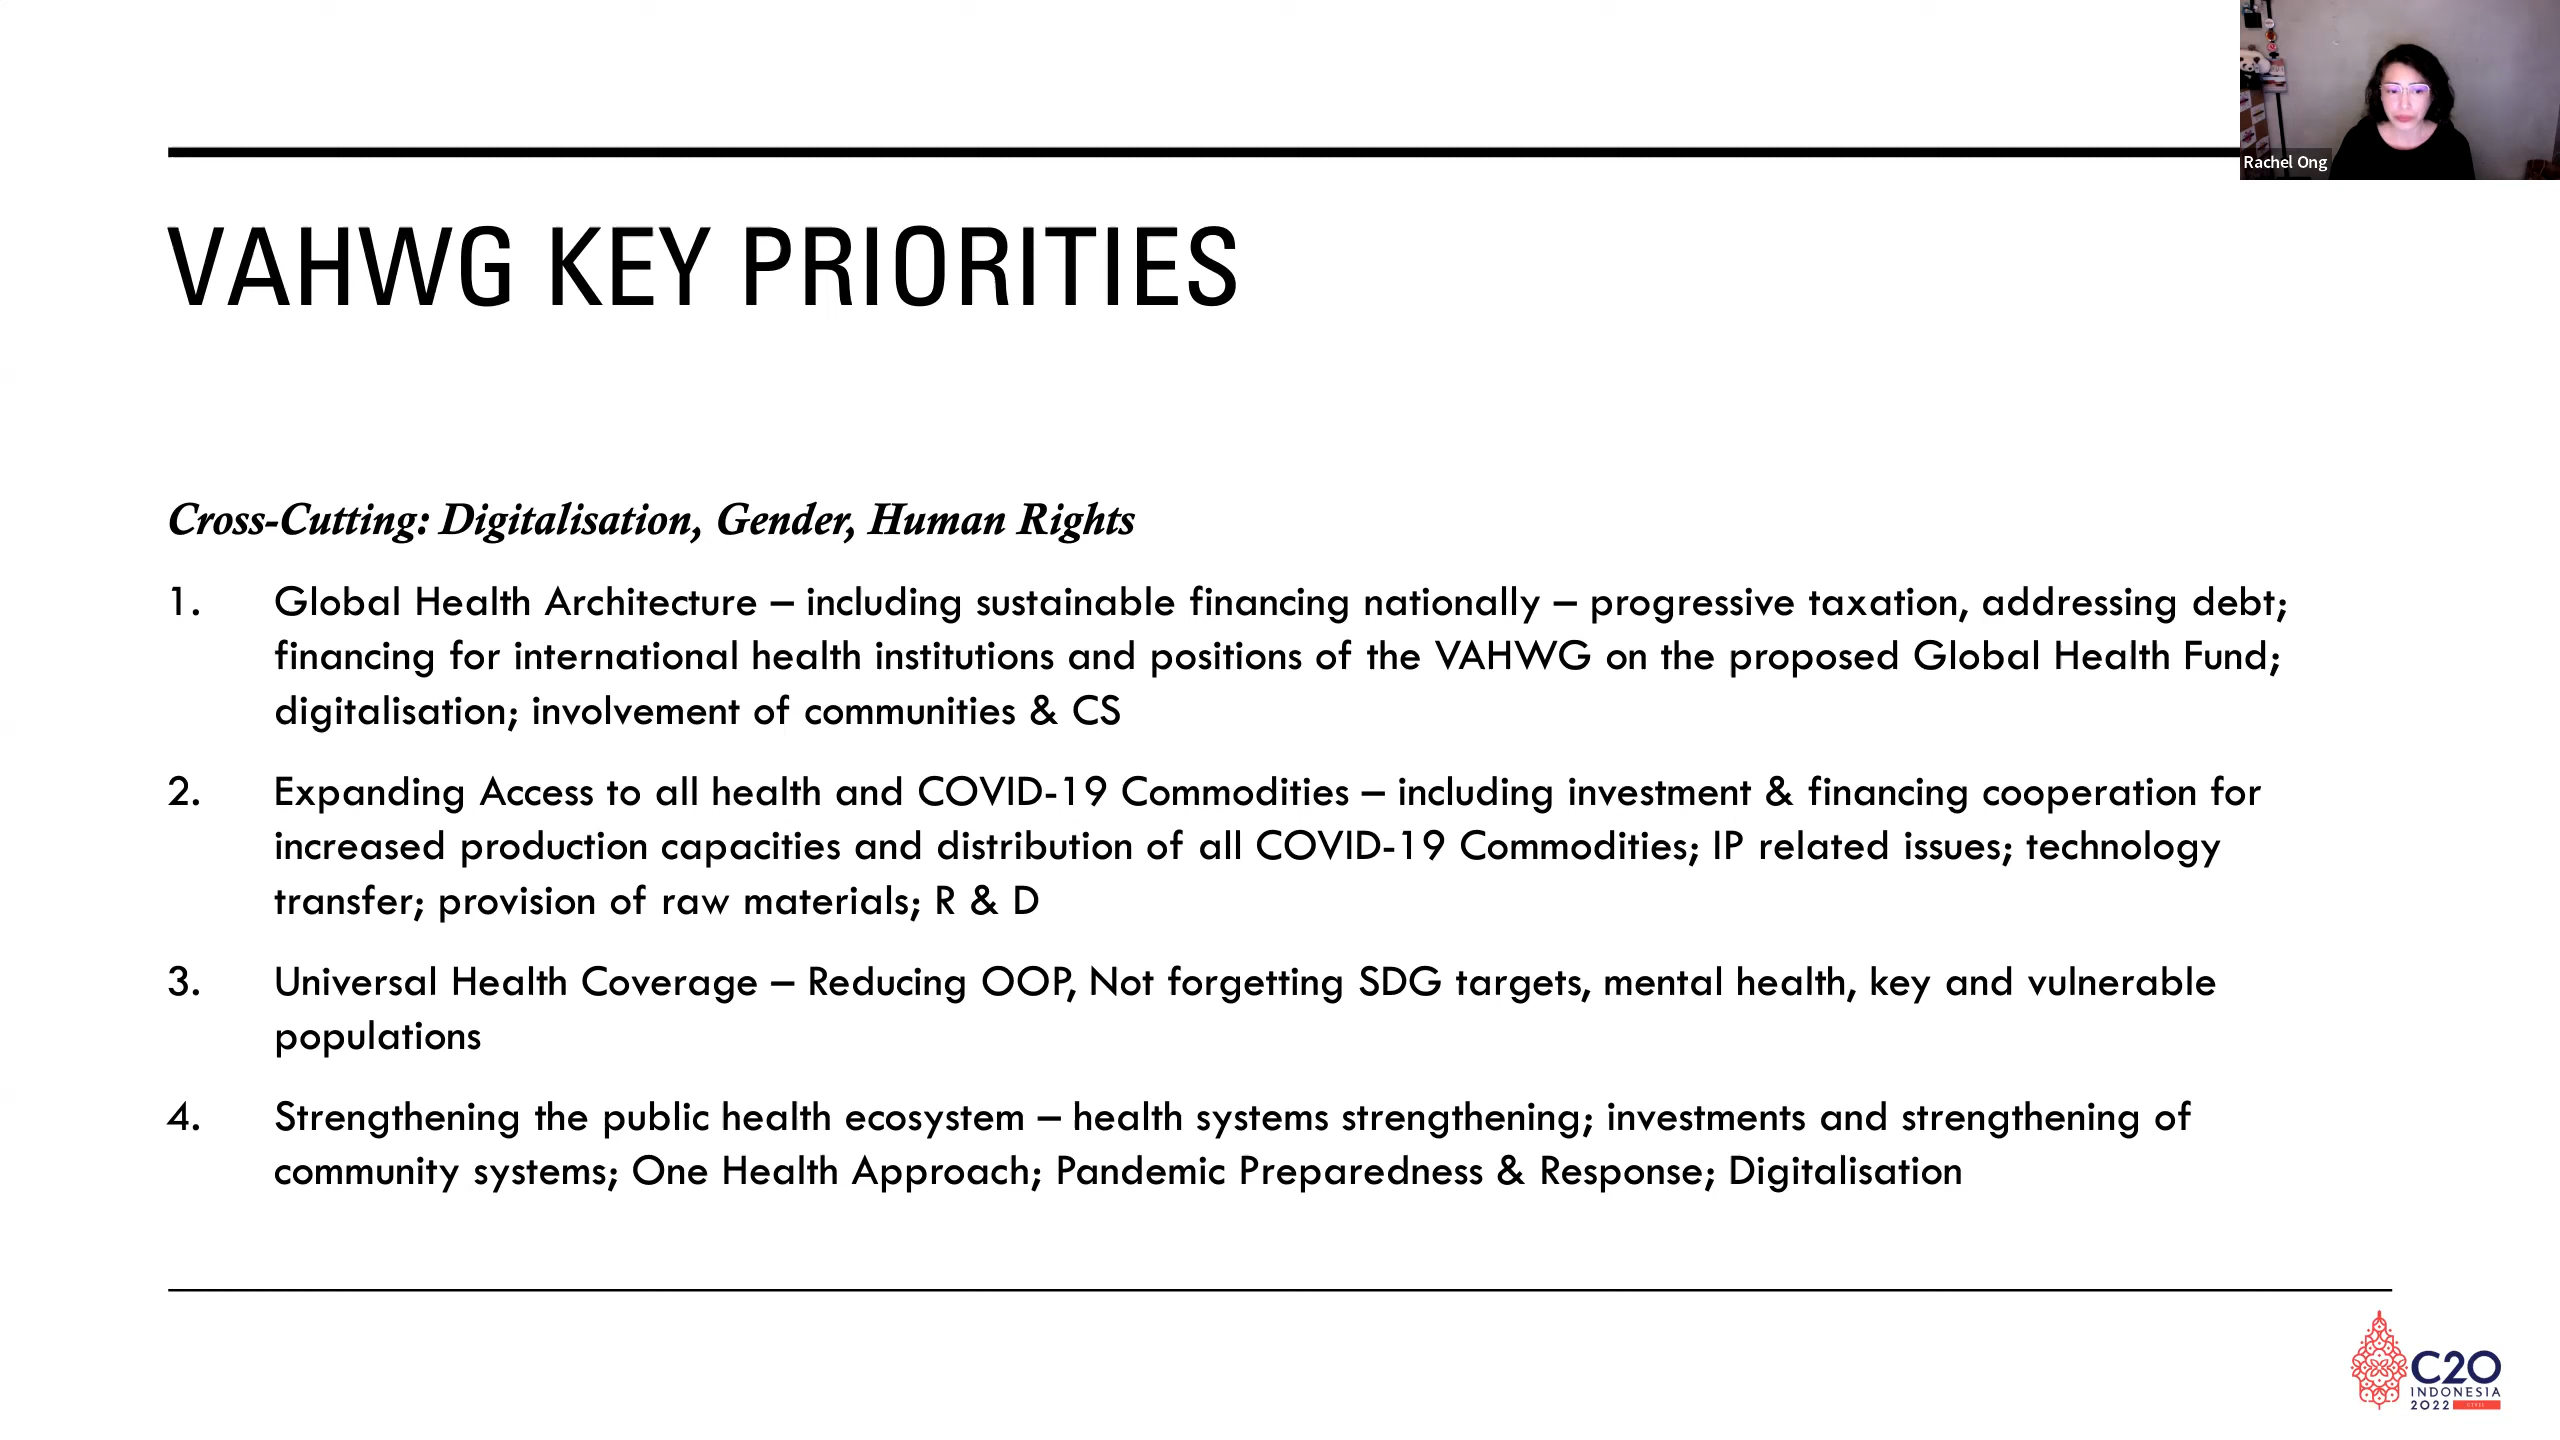 Rachel Ong
VAHWG KEY PRIORITIES
Cross-Cutting: Digitalisation, Gender, Human Rights
1. Global Health Architecture – including sustainable financing nationally – progressive taxation, addressing debt;
financing for international health institutions and positions of the VAHWG on the proposed Global Health Fund;
digitalisation; involvement of communities & CS
2. Expanding Access to all health and COVID-19 Commodities – including investment & financing cooperation for
increased production capacities and distribution of all COVID-19 Commodities; IP related issues; technology
transfer; provision of raw materials; R & D
3. Universal Health Coverage – Reducing OOP, Not forgetting SDG targets, mental health, key and vulnerable
populations
4. Strengthening the public health ecosystem – health systems strengthening; investments and strengthening of
community systems; One Health Approach; Pandemic Preparedness & Response; Digitalisation
C20
INDONESIA
2022